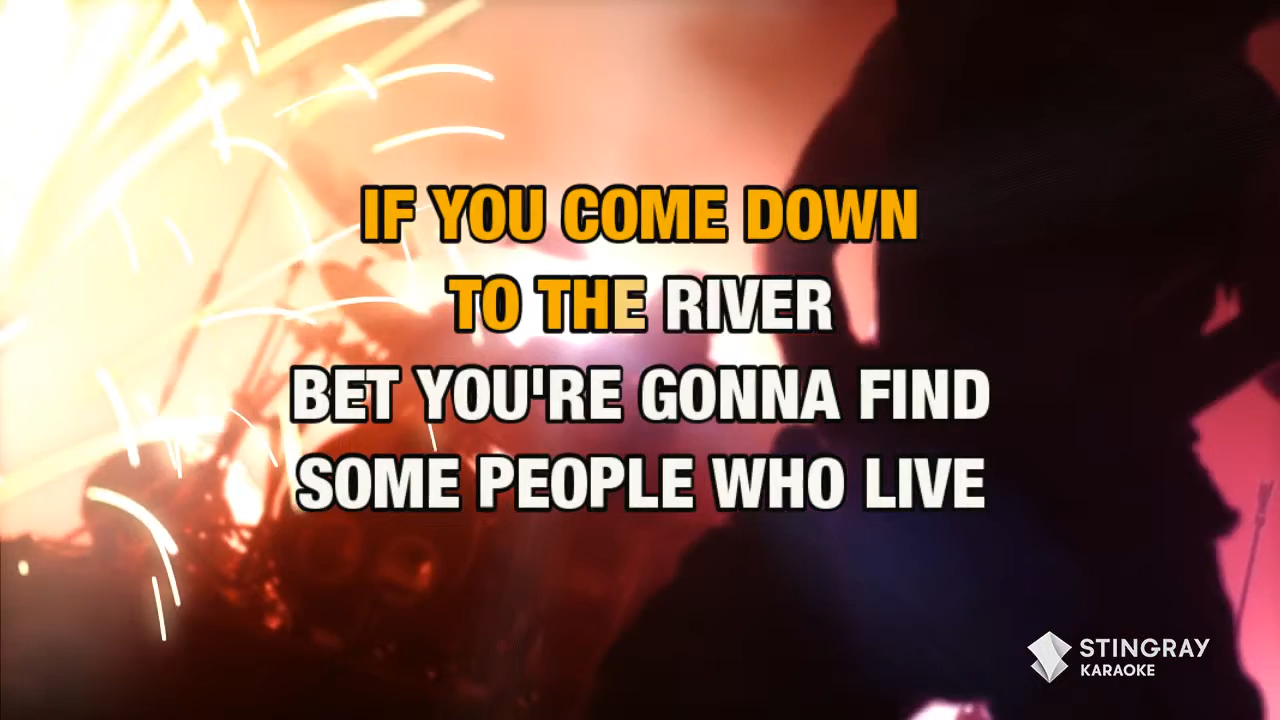 IF YOU COME DOWN
TO THE RIVER
BET YOU'RE GONNA FIND
SOME PEOPLE WHO LIVE
STINGRAY
KARAOKE